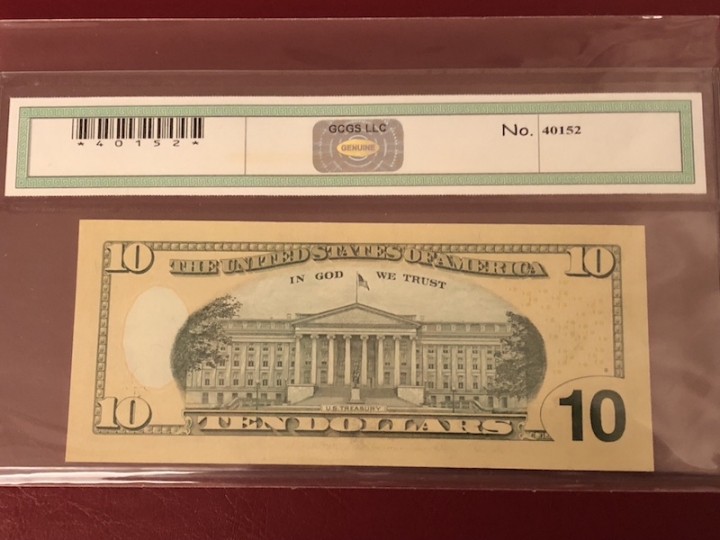 GCGS LLC
GENUINE
*40152*
No. 40152
10
10
THE UNITED STATES OF AMERICA
IN GOD WE TRUST
U.S. TREASURY
10
TEN DOLLARS
10